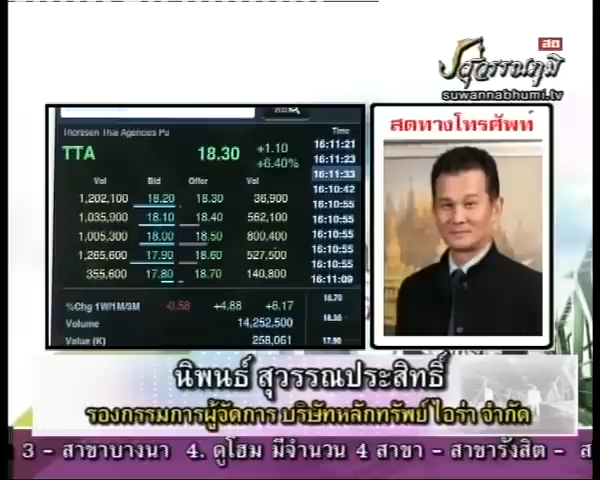 สด
สุวรรณภูมิ
suwannabhumi.tv
Thoresen Thai Agencies Pu
TTA 18.30 +1.10
+6.40%
Vol Bid Offer Vol
1,202,100 18.20 18.30 36,900
1,035,900 18.10 18.40 562,100
1,005,300 18.00 18.50 800,400
1,265,600 17.90 18.60 527,500
355,600 17.80 18.70 140,800
%Chg 1W/1M/3M -0.58 +4.88 +6.17
Volume 14,252,500
Value (K) 258,061
Time
16:11:21
16:11:23
16:11:33
16:10:42
16:10:55
16:10:55
16:10:55
16:10:55
16:10:55
16:11:09
18.70
18.30
17.90
สดทางโทรศัพท์
นิพนธ์ สุวรรณประสิทธิ์
รองกรรมการผู้จัดการ บริษัทหลักทรัพย์ ไอร่า จำกัด
3 - สาขาบางนา 4. ดูโฮม มีจำนวน 4 สาขา - สาขารังสิต - ส